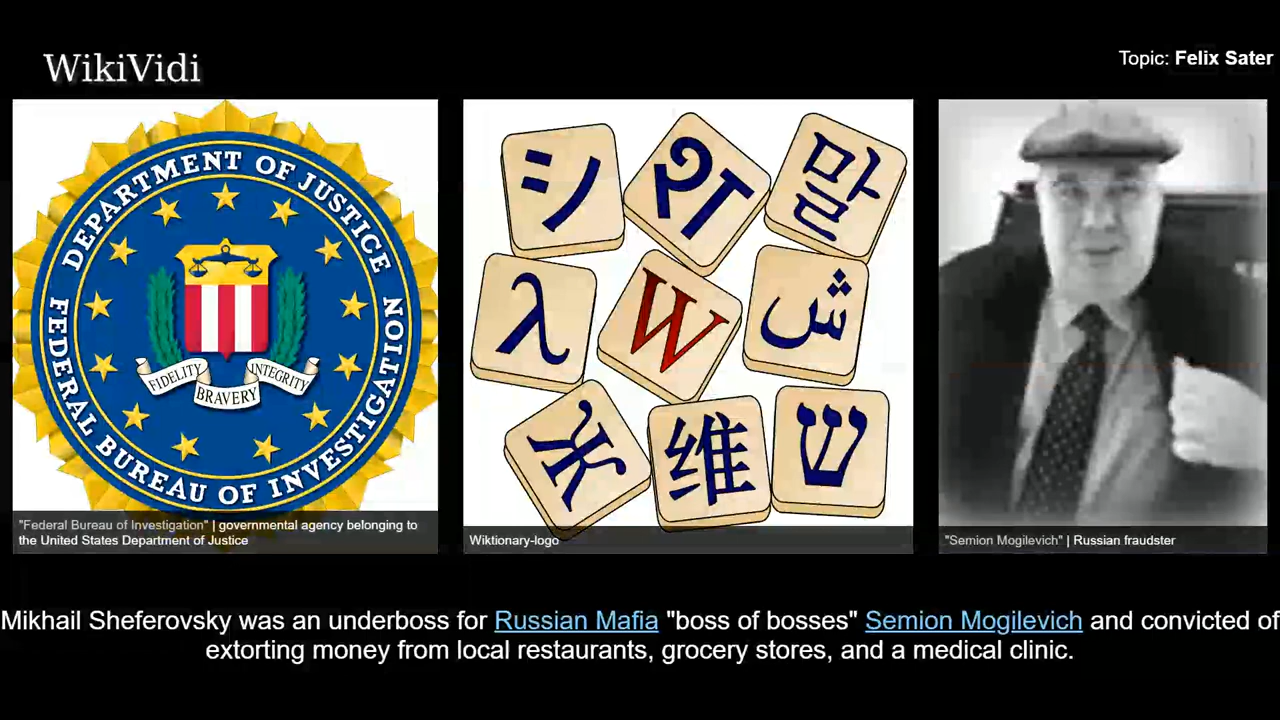 WikiVidi
Topic: Felix Sater
DEPARTMENT OF JUSTICE
FIDELITY
BRAVERY
INTEGRITY
FEDERAL BUREAU OF INVESTIGATION
"Federal Bureau of Investigation" | governmental agency belonging to
the United States Department of Justice
シ
श
말
λ
W
ش
Ж
维
ש
Wiktionary-logo
"Semion Mogilevich" | Russian fraudster
Mikhail Sheferovsky was an underboss for Russian Mafia "boss of bosses" Semion Mogilevich and convicted of
extorting money from local restaurants, grocery stores, and a medical clinic.